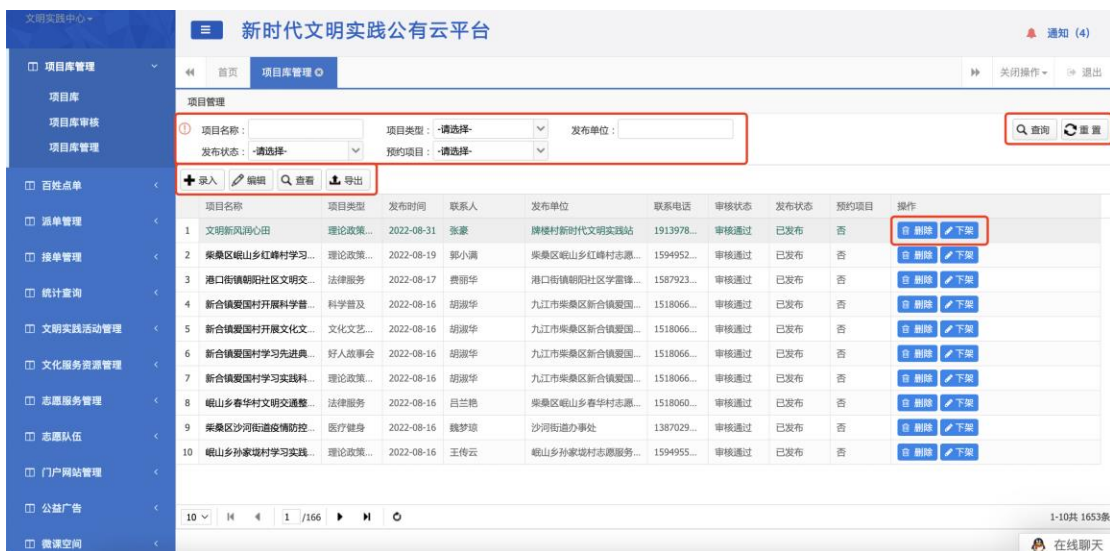 文明实践中心
新时代文明实践公有云平台
通知 (4)
项目库管理
项目库
项目库审核
项目库管理
百姓点单
派单管理
接单管理
统计查询
文明实践活动管理
文化服务资源管理
志愿服务管理
志愿队伍
门户网站管理
公益广告
微课空间
首页 项目库管理 关闭操作 退出
项目管理
项目名称： 项目类型： -请选择- 发布单位： 查询 重置
发布状态： -请选择- 预约项目： -请选择-
录入 编辑 查看 导出
项目名称 项目类型 发布时间 联系人 发布单位 联系电话 审核状态 发布状态 预约项目 操作
1 文明新风润心田 理论政策... 2022-08-31 张豪 牌楼村新时代文明实践站 1913978... 审核通过 已发布 否 删除 下架
2 柴桑区岷山乡红峰村学习... 理论政策... 2022-08-19 郭小满 柴桑区岷山乡红峰村志愿... 1594952... 审核通过 已发布 否 删除 下架
3 港口街镇朝阳社区文明交... 法律服务 2022-08-17 费丽华 港口街镇朝阳社区学雷锋... 1587923... 审核通过 已发布 否 删除 下架
4 新合镇爱国村开展科学普... 科学普及 2022-08-16 胡淑华 九江市柴桑区新合镇爱国... 1518066... 审核通过 已发布 否 删除 下架
5 新合镇爱国村开展文化文... 文化文艺... 2022-08-16 胡淑华 九江市柴桑区新合镇爱国... 1518066... 审核通过 已发布 否 删除 下架
6 新合镇爱国村学习先进典... 好人故事会 2022-08-16 胡淑华 九江市柴桑区新合镇爱国... 1518066... 审核通过 已发布 否 删除 下架
7 新合镇爱国村学习实践科... 理论政策... 2022-08-16 胡淑华 九江市柴桑区新合镇爱国... 1518066... 审核通过 已发布 否 删除 下架
8 岷山乡春华村文明交通整... 法律服务 2022-08-16 吕兰艳 柴桑区岷山乡春华村志愿... 1518060... 审核通过 已发布 否 删除 下架
9 柴桑区沙河街道疫情防控... 医疗健身 2022-08-16 魏梦琼 沙河街道办事处 1387029... 审核通过 已发布 否 删除 下架
10 岷山乡孙家垅村学习实践... 理论政策... 2022-08-16 王传云 岷山乡孙家垅村志愿服务... 1594955... 审核通过 已发布 否 删除 下架
10 1 /166 1-10共 1653条
在线聊天